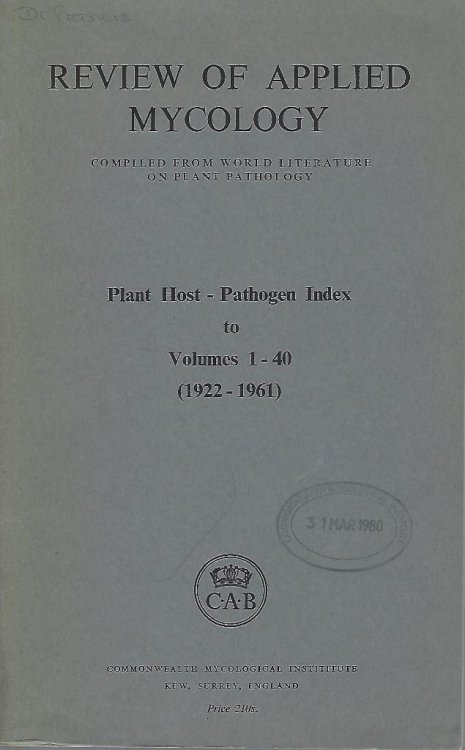 REVIEW OF APPLIED
MYCOLOGY
COMPILED FROM WORLD LITERATURE
ON PLANT PATHOLOGY
Plant Host - Pathogen Index
to
Volumes 1 - 40
(1922 - 1961)
31 MAR 1980
C·A·B
COMMONWEALTH MYCOLOGICAL INSTITITUTE
KEW, SURREY, ENGLAND
Price 210s.